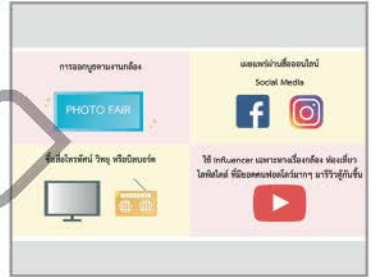 การออกบูธตามงานกล้อง
PHOTO FAIR
เผยแพร่ผ่านสื่อออนไลน์
Social Media
ซื้อสื่อโทรทัศน์ วิทยุ หรือบิลบอร์ด
ใช้ Influencer เฉพาะทางเรื่องกล้อง ท่องเที่ยว
ไลฟ์สไตล์ ที่มียอดคนฟอลโลว์มากๆ มารีวิวตู้กันชื้น